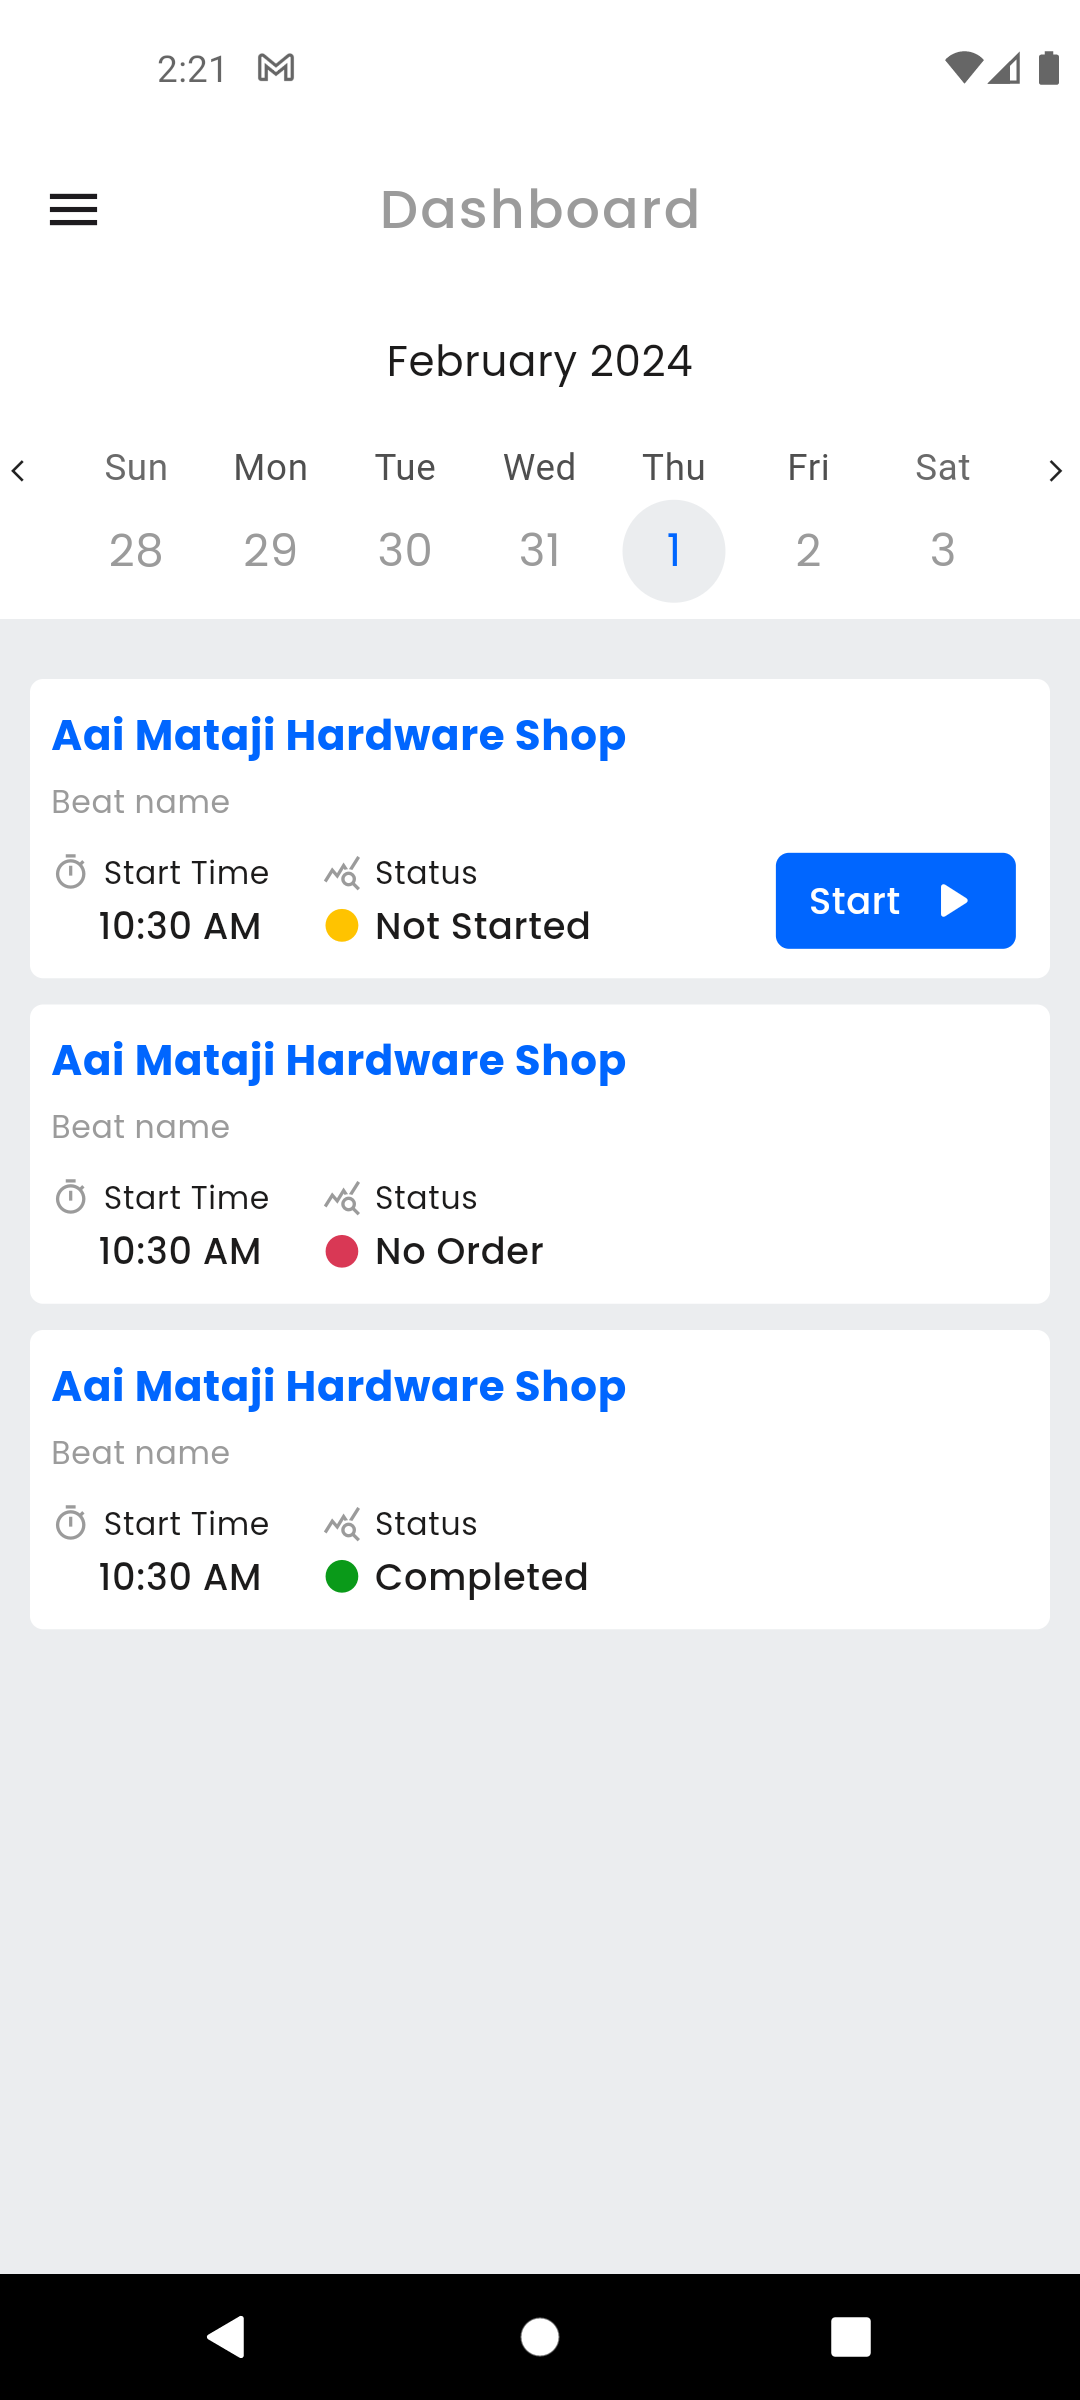 2:21
Dashboard
February 2024
Sun Mon Tue Wed Thu Fri Sat
28 29 30 31 1 2 3
Aai Mataji Hardware Shop
Beat name
Start Time Status
10:30 AM Not Started
Start
Aai Mataji Hardware Shop
Beat name
Start Time Status
10:30 AM No Order
Aai Mataji Hardware Shop
Beat name
Start Time Status
10:30 AM Completed